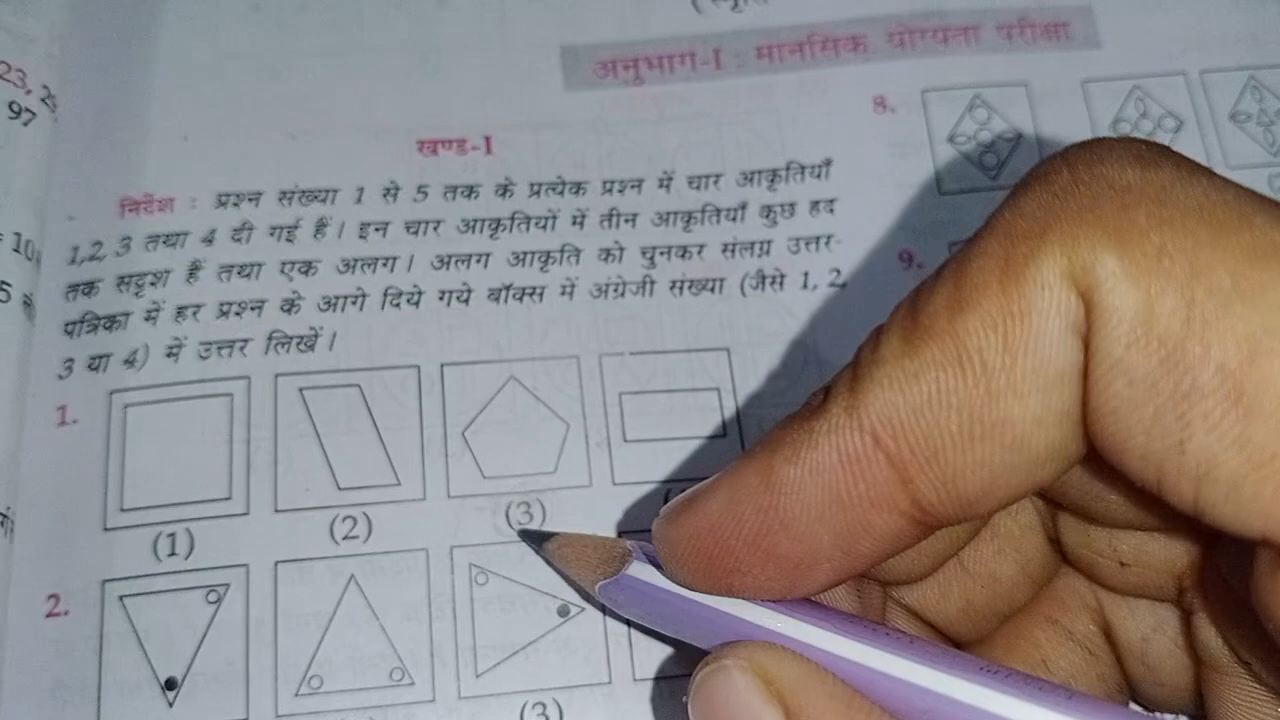 23, 2
97
अनुभाग-I : मानसिक योग्यता परीक्षा
खण्ड-I
निर्देश : प्रश्न संख्या 1 से 5 तक के प्रत्येक प्रश्न में चार आकृतियाँ
1,2, 3 तथा 4 दी गई हैं। इन चार आकृतियों में तीन आकृतियाँ कुछ हद
तक सदृश हैं तथा एक अलग। अलग आकृति को चुनकर संलग्न उत्तर-
पत्रिका में हर प्रश्न के आगे दिये गये बॉक्स में अंग्रेजी संख्या (जैसे 1, 2,
3 या 4) में उत्तर लिखें।
1.
(1) (2) (3)
2.
(3)
8.
9.